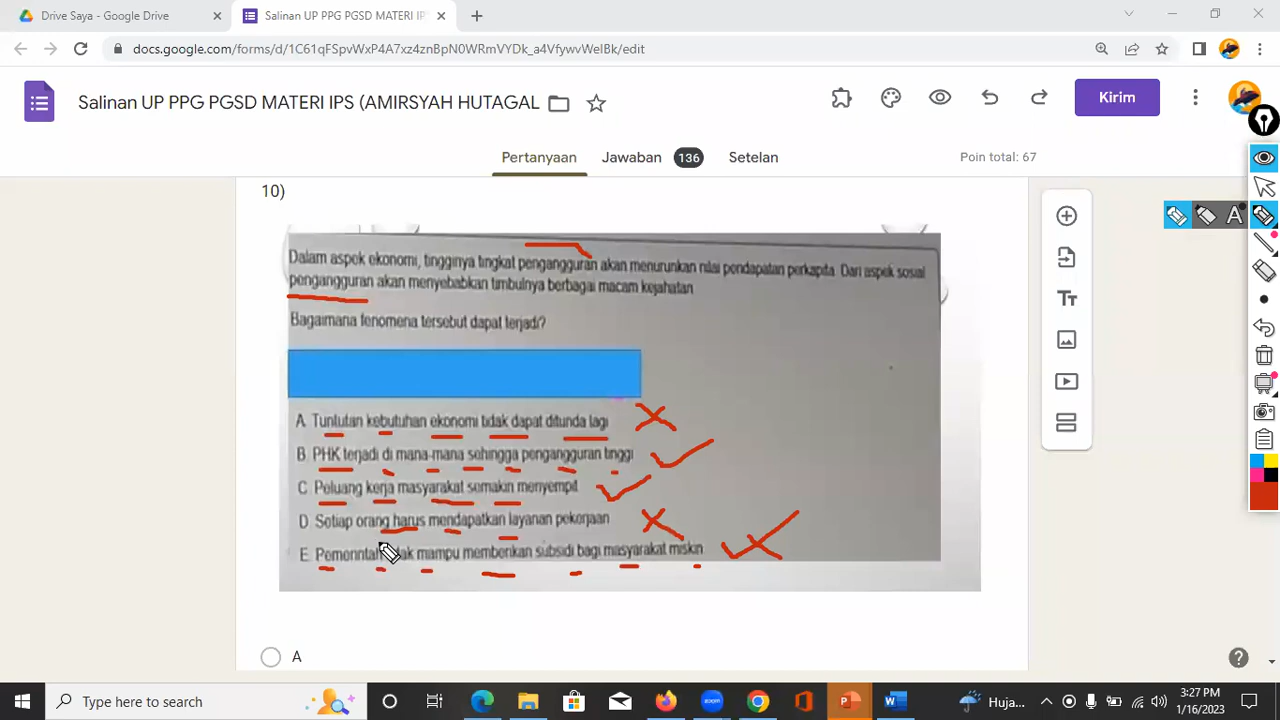 Drive Saya - Google Drive
Salinan UP PPG PGSD MATERI IPS
docs.google.com/forms/d/1C61qFSpvWxP4A7xz4znBpN0WRmVYDk_a4VfywvWelBk/edit
Salinan UP PPG PGSD MATERI IPS (AMIRSYAH HUTAGAL
Kirim
Pertanyaan Jawaban 136 Setelan
Poin total: 67
10)
Dalam aspek ekonomi, tingginya tingkat pengangguran akan menurunkan nilai pendapatan perkapita. Dari aspek sosial
pengangguran akan menyebabkan timbulnya berbagai macam kejahatan
Bagaimana fenomena tersebut dapat terjadi?
A. Tuntutan kebutuhan ekonomi tidak dapat ditunda lagi
B. PHK terjadi di mana-mana sehingga pengangguran tinggi
C. Peluang kerja masyarakat semakin menyempit
D. Setiap orang harus mendapatkan layanan pekerjaan
E. Pemerintah tidak mampu memberikan subsidi bagi masyarakat miskin
A
Type here to search
Huja...
3:27 PM
1/16/2023